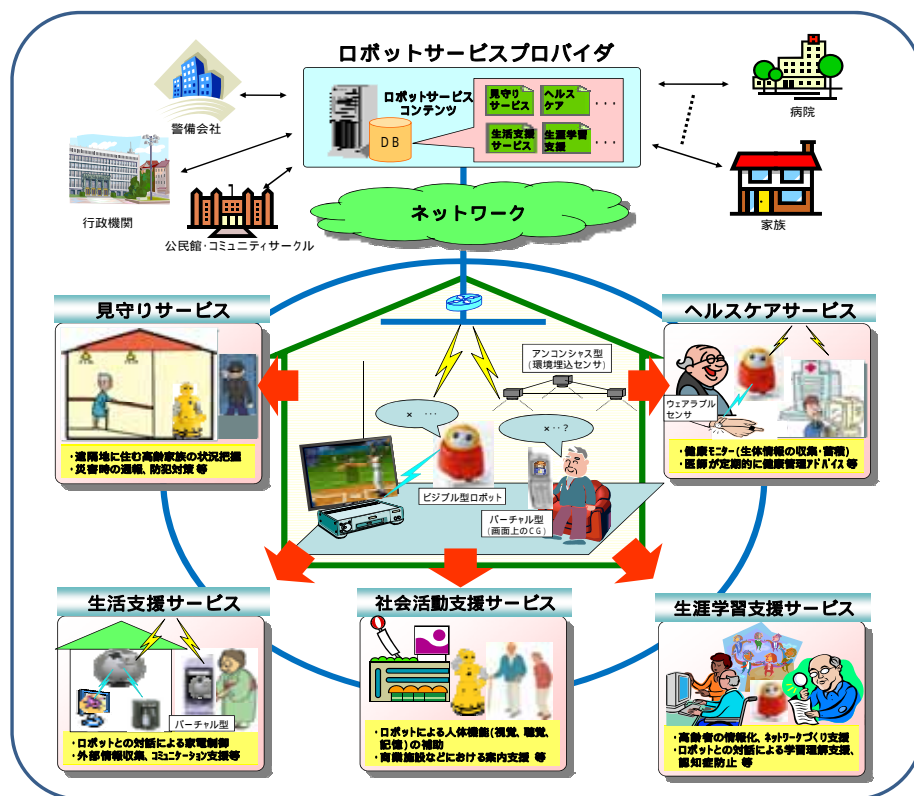 ロボットサービスプロバイダ
警備会社
行政機関
公民館・コミュニティサークル
ロボットサービス
コンテンツ
DB
見守り
サービス
ヘルス
ケア
・・・
生活支援
サービス
生涯学習
支援
・・・
病院
家族
ネットワーク
見守りサービス
・遠隔地に住む高齢家族の状況把握
・災害時の通報、防犯対策 等
アンコンシャス型
(環境埋込センサ)
× ・・・
×・・?
ビジブル型ロボット
バーチャル型
(画面上のCG)
ヘルスケアサービス
ウェアラブル
センサ
・健康モニター(生体情報の収集・蓄積)
・医師が定期的に健康管理アドバイス 等
生活支援サービス
バーチャル型
・ロボットとの対話による家電制御
・外部情報収集、コミュニケーション支援等
社会活動支援サービス
・ロボットによる人体機能(視覚、聴覚、
記憶)の補助
・商業施設などにおける案内支援 等
生涯学習支援サービス
・高齢者の情報化、ネットワークづくり支援
・ロボットとの対話による学習理解支援、
認知症防止 等